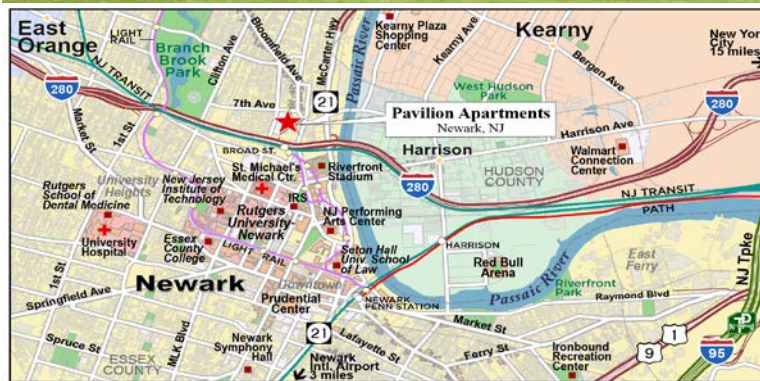 East
Orange
LIGHT
RAIL
Branch
Brook
Park
Clifton Ave
Bloomfield Ave
McCarter Hwy
Passaic River
Kearny Plaza
Shopping
Center
Kearny Ave
Kearny
Bergen Ave
New York
City
15 miles
NJ TRANSIT
280
Market St
1st St
7th Ave
21
West Hudson
Park
280
Pavilion Apartments
Newark, NJ
Harrison Ave
BROAD ST.
Harrison
Walmart
Connection
Center
HUDSON
COUNTY
St. Michael's
Medical Ctr.
Riverfront
Stadium
280
NJ TRANSIT
PATH
University
Heights
New Jersey
Institute of
Technology
Rutgers
School of
Dental Medicine
IRS
Rutgers
University-
Newark
NJ Performing
Arts Center
University
Hospital
Essex
County
College
LIGHT RAIL
Seton Hall
Univ. School
of Law
HARRISON
Red Bull
Arena
Passaic River
East
Ferry
Riverfront
Park
NJ Tpke
1st St
Newark
Downtown
Prudential
Center
NEWARK
PENN STATION
Raymond Blvd
Springfield Ave
Market St
21
Lafayette St
Ferry St
Spruce St
MLK Blvd
Newark
Symphony
Hall
ESSEX
COUNTY
Newark
Intl. Airport
3 miles
Ironbound
Recreation
Center
9
1
95